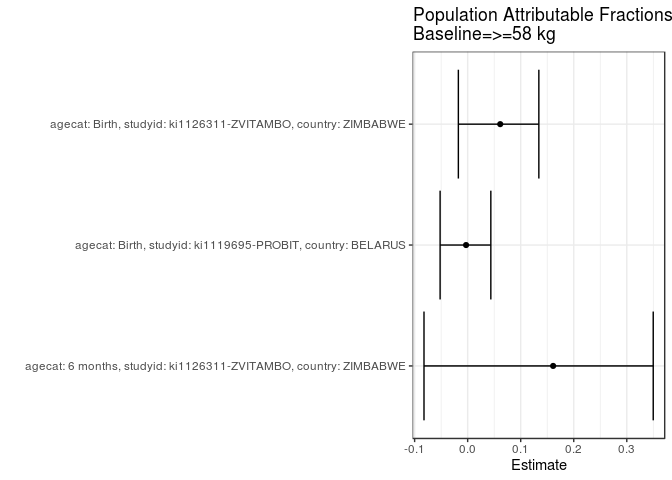 Population Attributable Fractions
Baseline=>=58 kg
agecat: Birth, studyid: ki1126311-ZVITAMBO, country: ZIMBABWE
agecat: Birth, studyid: ki1119695-PROBIT, country: BELARUS
agecat: 6 months, studyid: ki1126311-ZVITAMBO, country: ZIMBABWE
-0.1 0.0 0.1 0.2 0.3
Estimate